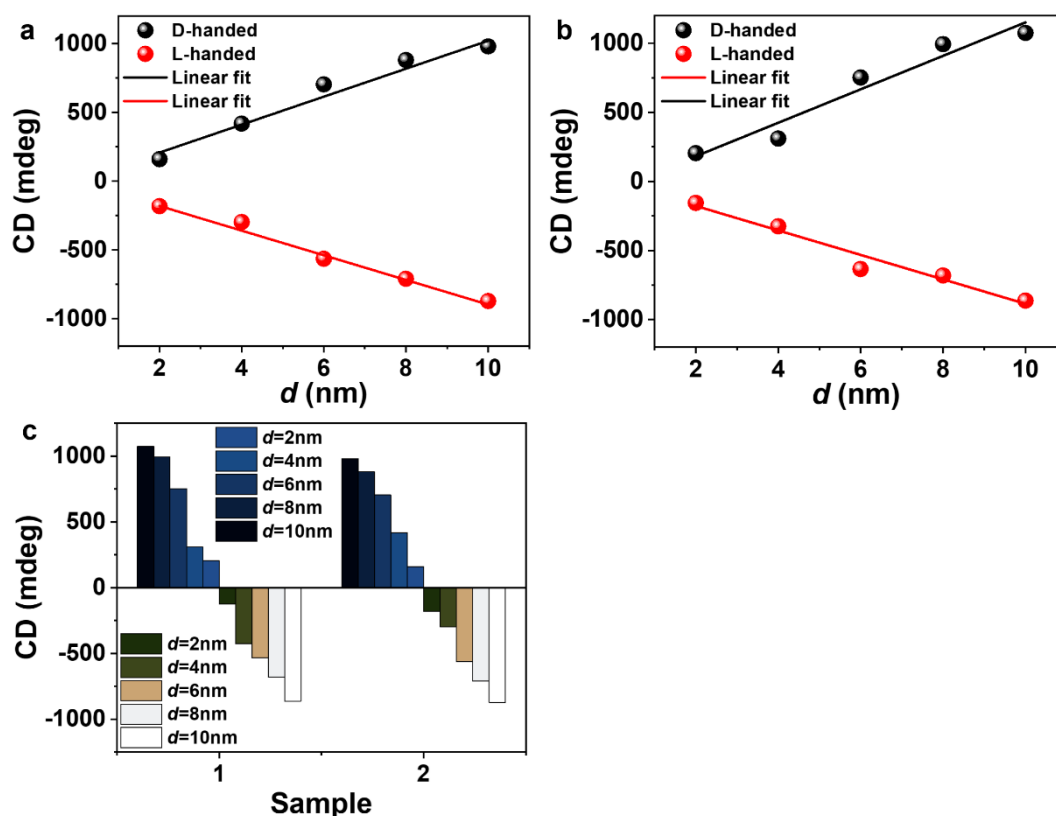 a
D-handed
L-handed
Linear fit
Linear fit
1000
500
0
-500
-1000
CD (mdeg)
2 4 6 8 10
d (nm)
b
D-handed
L-handed
Linear fit
Linear fit
1000
500
0
-500
-1000
CD (mdeg)
2 4 6 8 10
d (nm)
c
d=2nm
d=4nm
d=6nm
d=8nm
d=10nm
1000
500
0
-500
-1000
CD (mdeg)
d=2nm
d=4nm
d=6nm
d=8nm
d=10nm
1 2
Sample